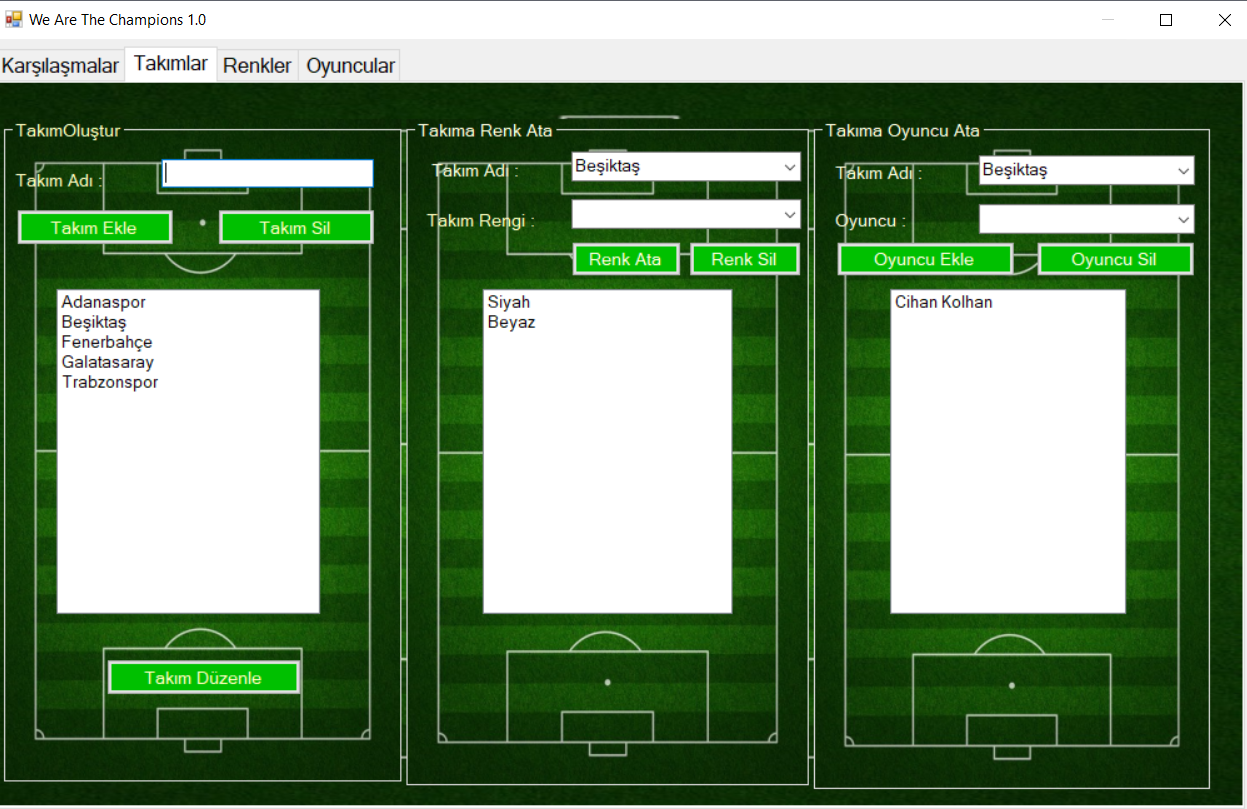 We Are The Champions 1.0
Karşılaşmalar Takımlar Renkler Oyuncular
TakımOluştur
Takım Adı :
Takım Ekle Takım Sil
Adanaspor
Beşiktaş
Fenerbahçe
Galatasaray
Trabzonspor
Takım Düzenle
Takıma Renk Ata
Takım Adı : Beşiktaş
Takım Rengi :
Renk Ata Renk Sil
Siyah
Beyaz
Takıma Oyuncu Ata
Takım Adı : Beşiktaş
Oyuncu :
Oyuncu Ekle Oyuncu Sil
Cihan Kolhan